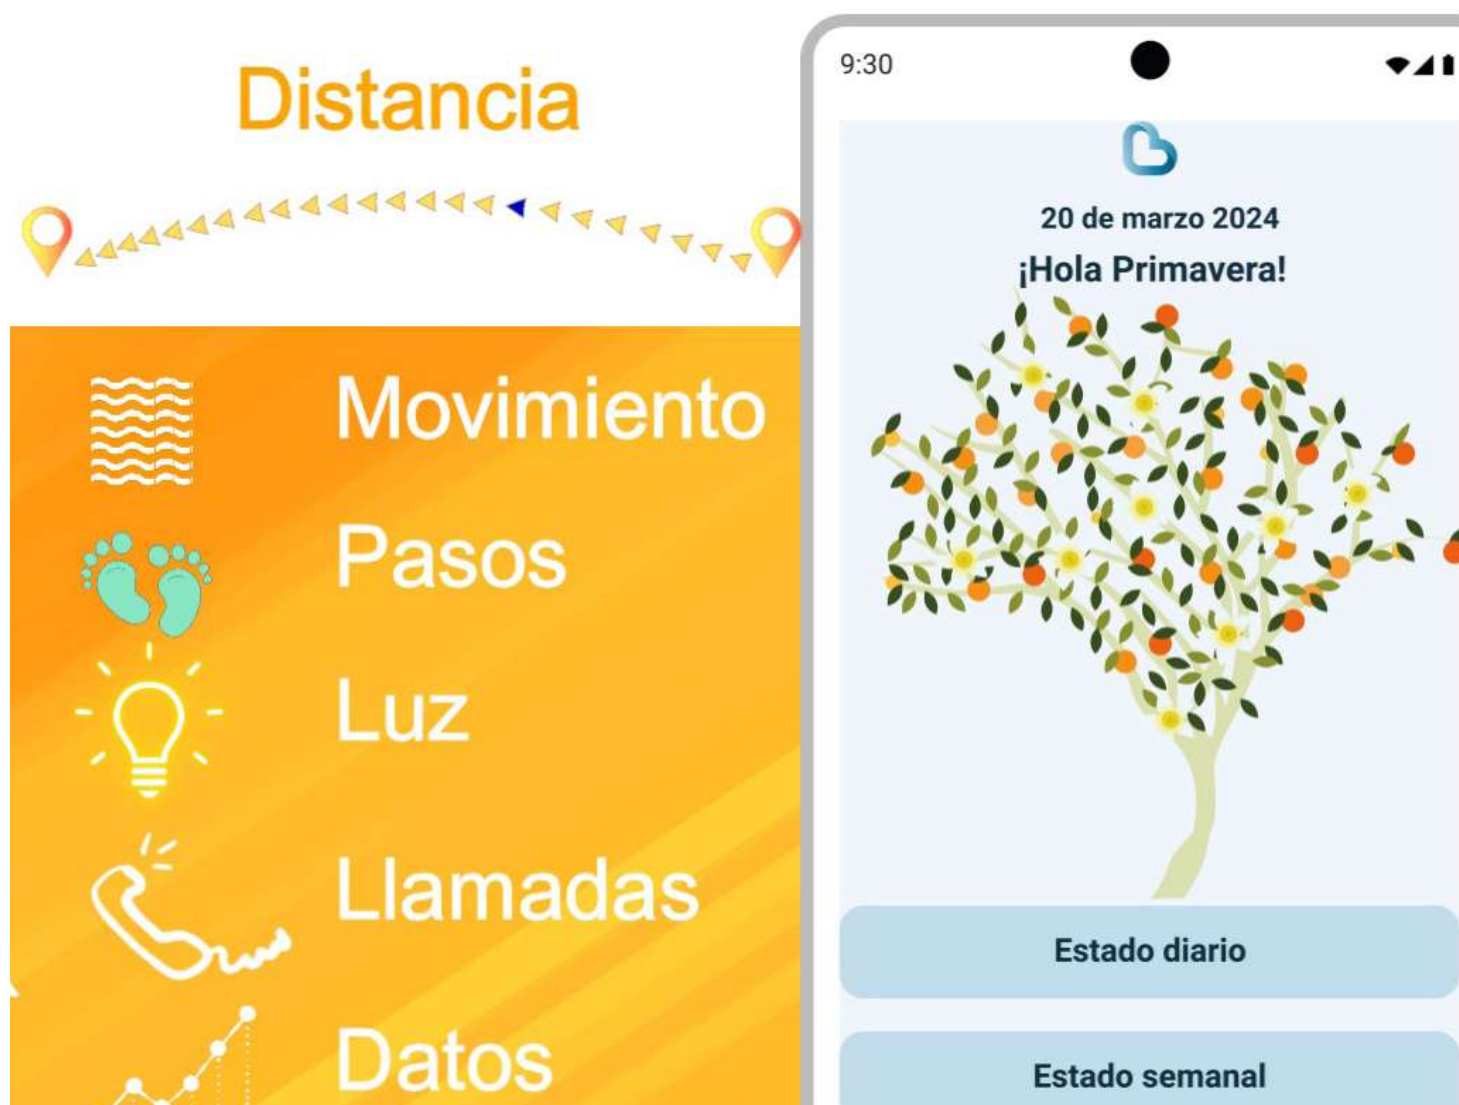 Distancia
Movimiento
Pasos
Luz
Llamadas
Datos
9:30
20 de marzo 2024
¡Hola Primavera!
Estado diario
Estado semanal